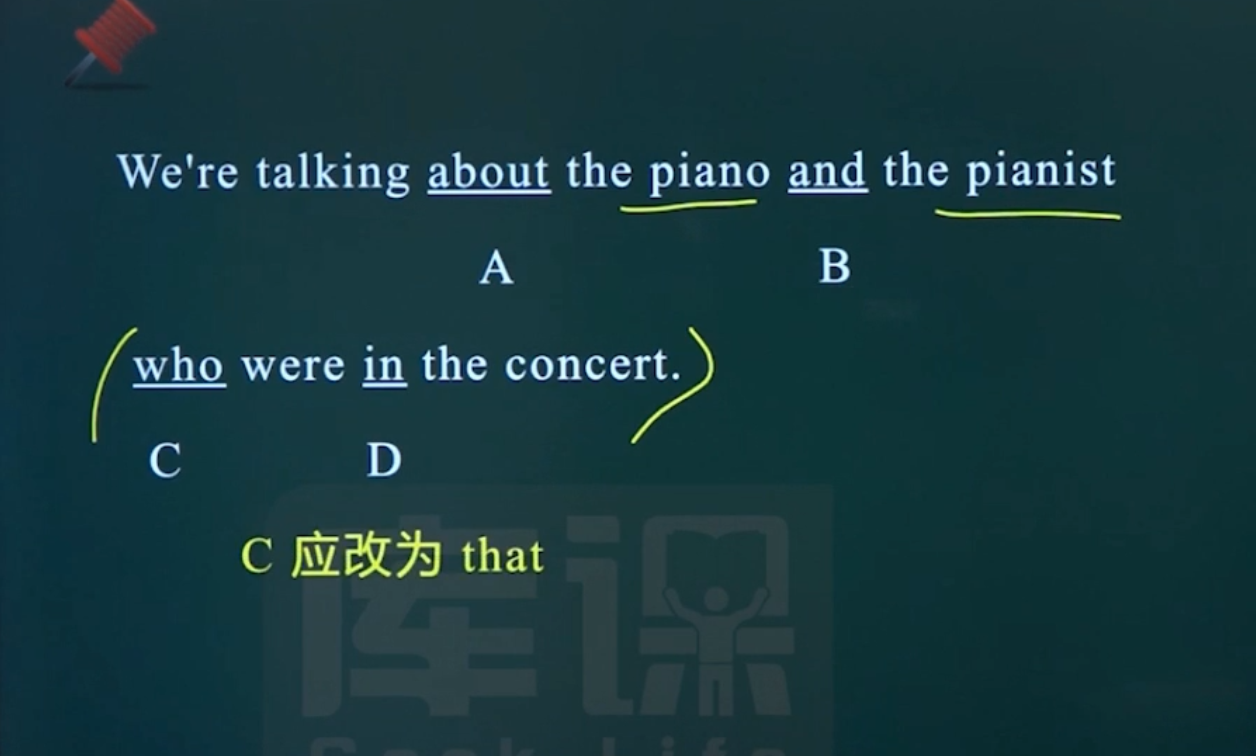 We're talking about the piano and the pianist
A B
who were in the concert.
C D
C 应改为 that
库课